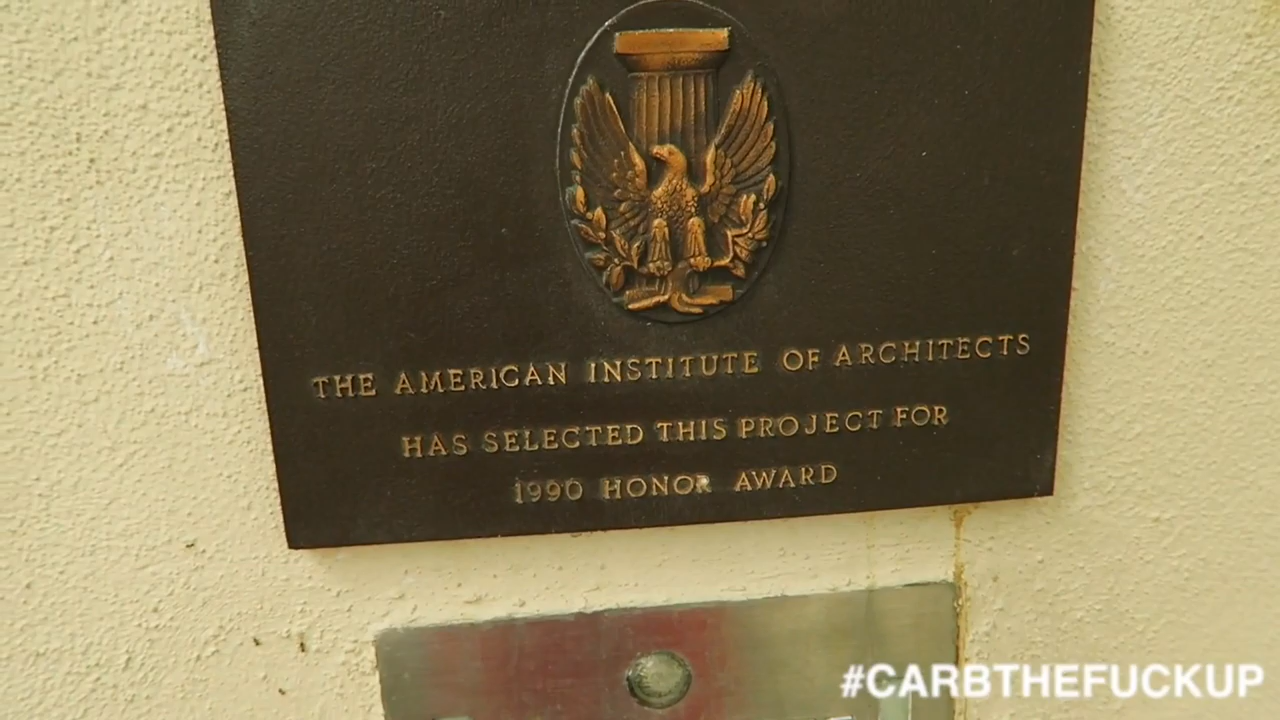 THE AMERICAN INSTITUTE OF ARCHITECTS
HAS SELECTED THIS PROJECT FOR
1990 HONOR AWARD
#CARBTHEFUCKUP